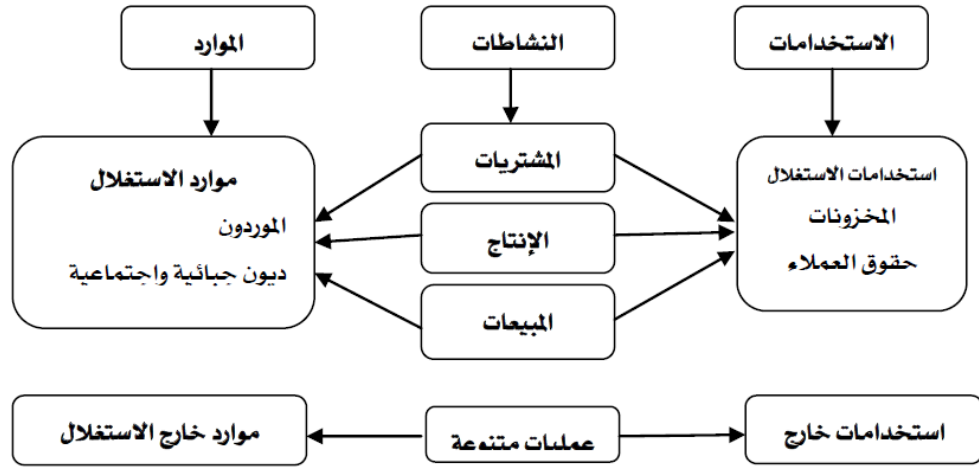 الاستخدامات
النشاطات
الموارد
استخدامات الاستغلال
المخزونات
حقوق العملاء
المشتريات
الإنتاج
المبيعات
موارد الاستغلال
الموردون
ديون جبائية واجتماعية
استخدامات خارج
عمليات متنوعة
موارد خارج الاستغلال